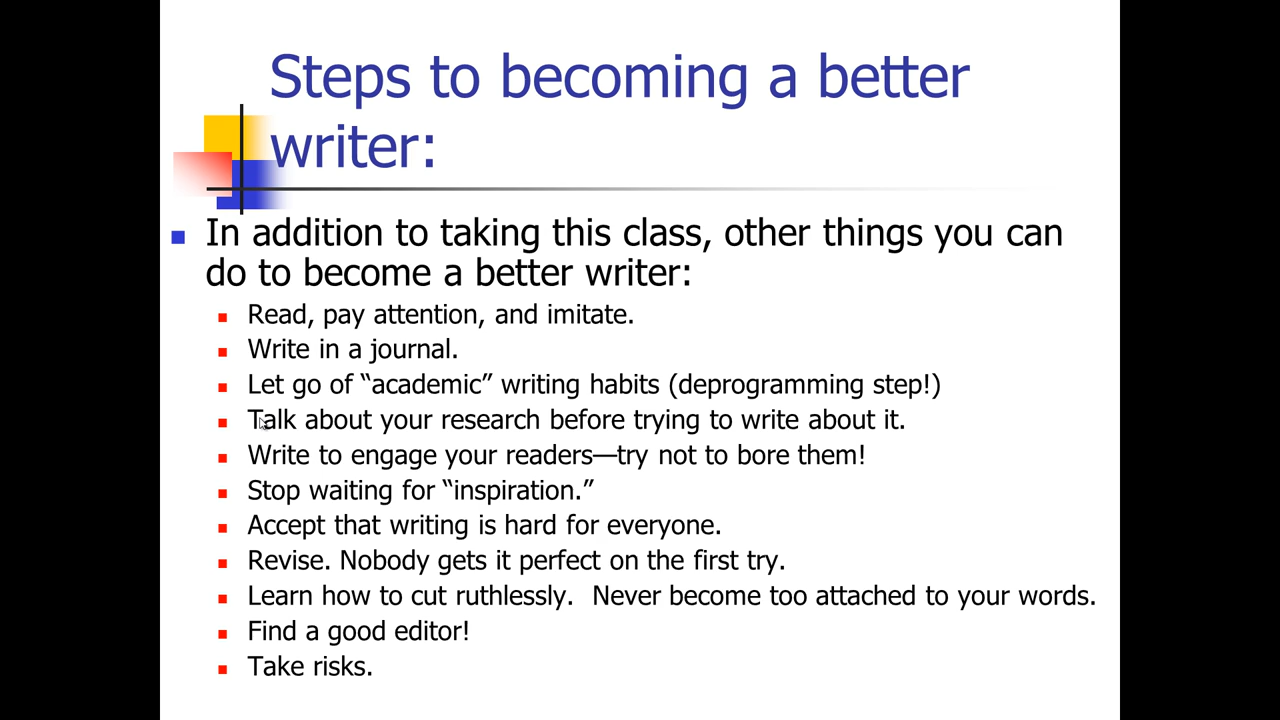 Steps to becoming a better
writer:
In addition to taking this class, other things you can
do to become a better writer:
Read, pay attention, and imitate.
Write in a journal.
Let go of “academic” writing habits (deprogramming step!)
Talk about your research before trying to write about it.
Write to engage your readers—try not to bore them!
Stop waiting for “inspiration.”
Accept that writing is hard for everyone.
Revise. Nobody gets it perfect on the first try.
Learn how to cut ruthlessly.  Never become too attached to your words.
Find a good editor!
Take risks.